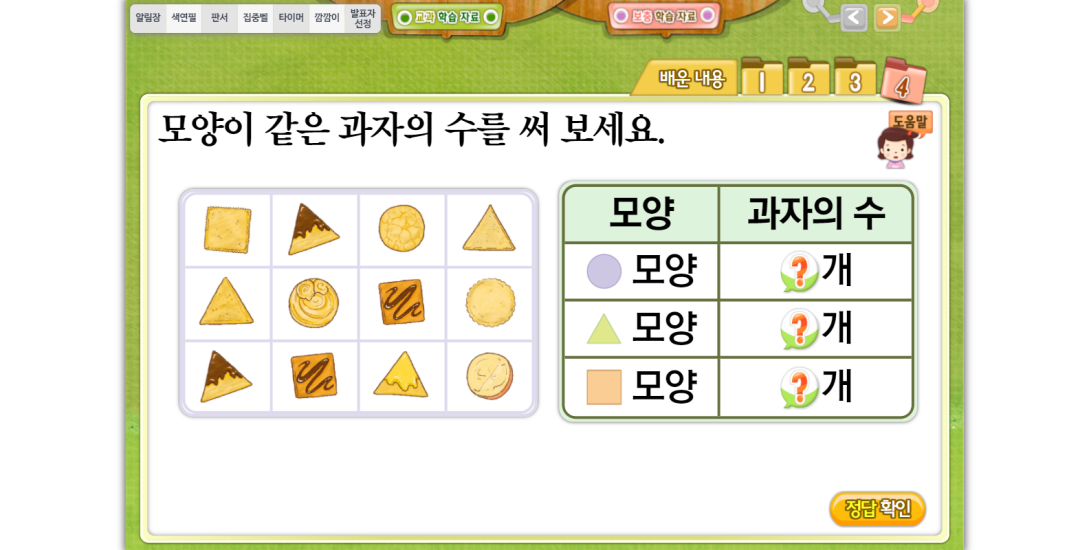 알림장 색연필 판서 집중벨 타이머 깜깜이 발표자 선정
교과 학습 자료
보충 학습 자료
배운 내용 1 2 3 4
모양이 같은 과자의 수를 써 보세요.
도움말
모양 과자의 수
모양 ?개
모양 ?개
모양 ?개
정답 확인